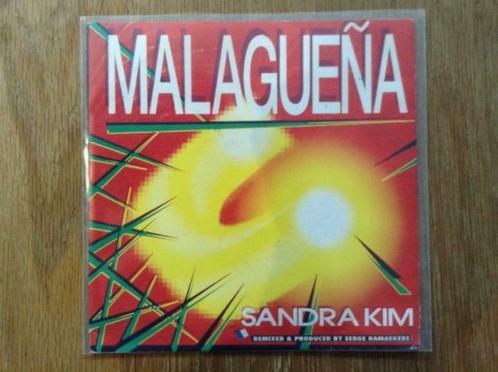 MALAGUEÑA
SANDRA KIM
REMIXED & PRODUCED BY SERGE RAMAEKERS